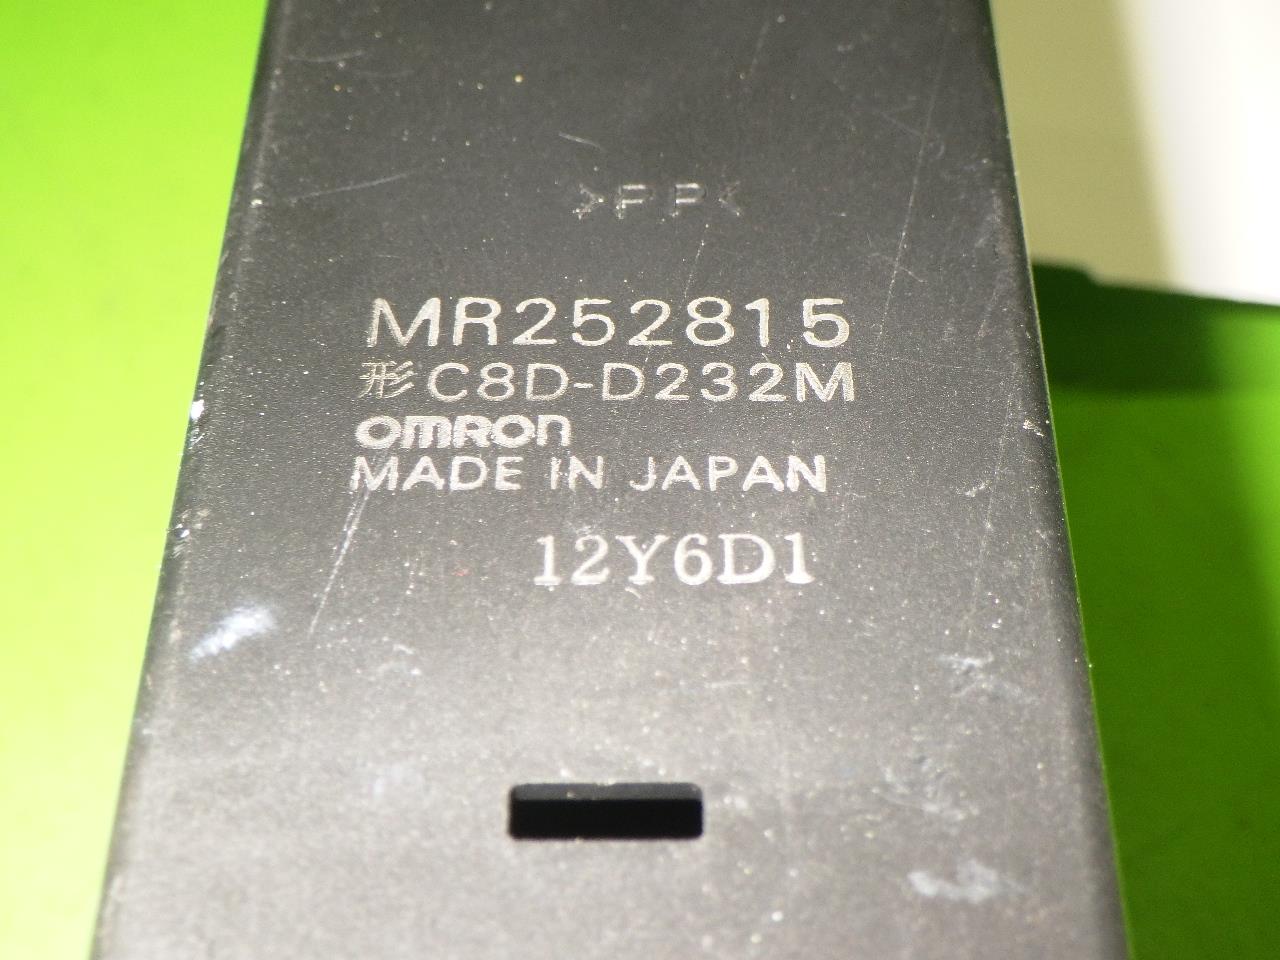 >PP<
MR252815
形C8D-D232M
omron
MADE IN JAPAN
12Y6D1